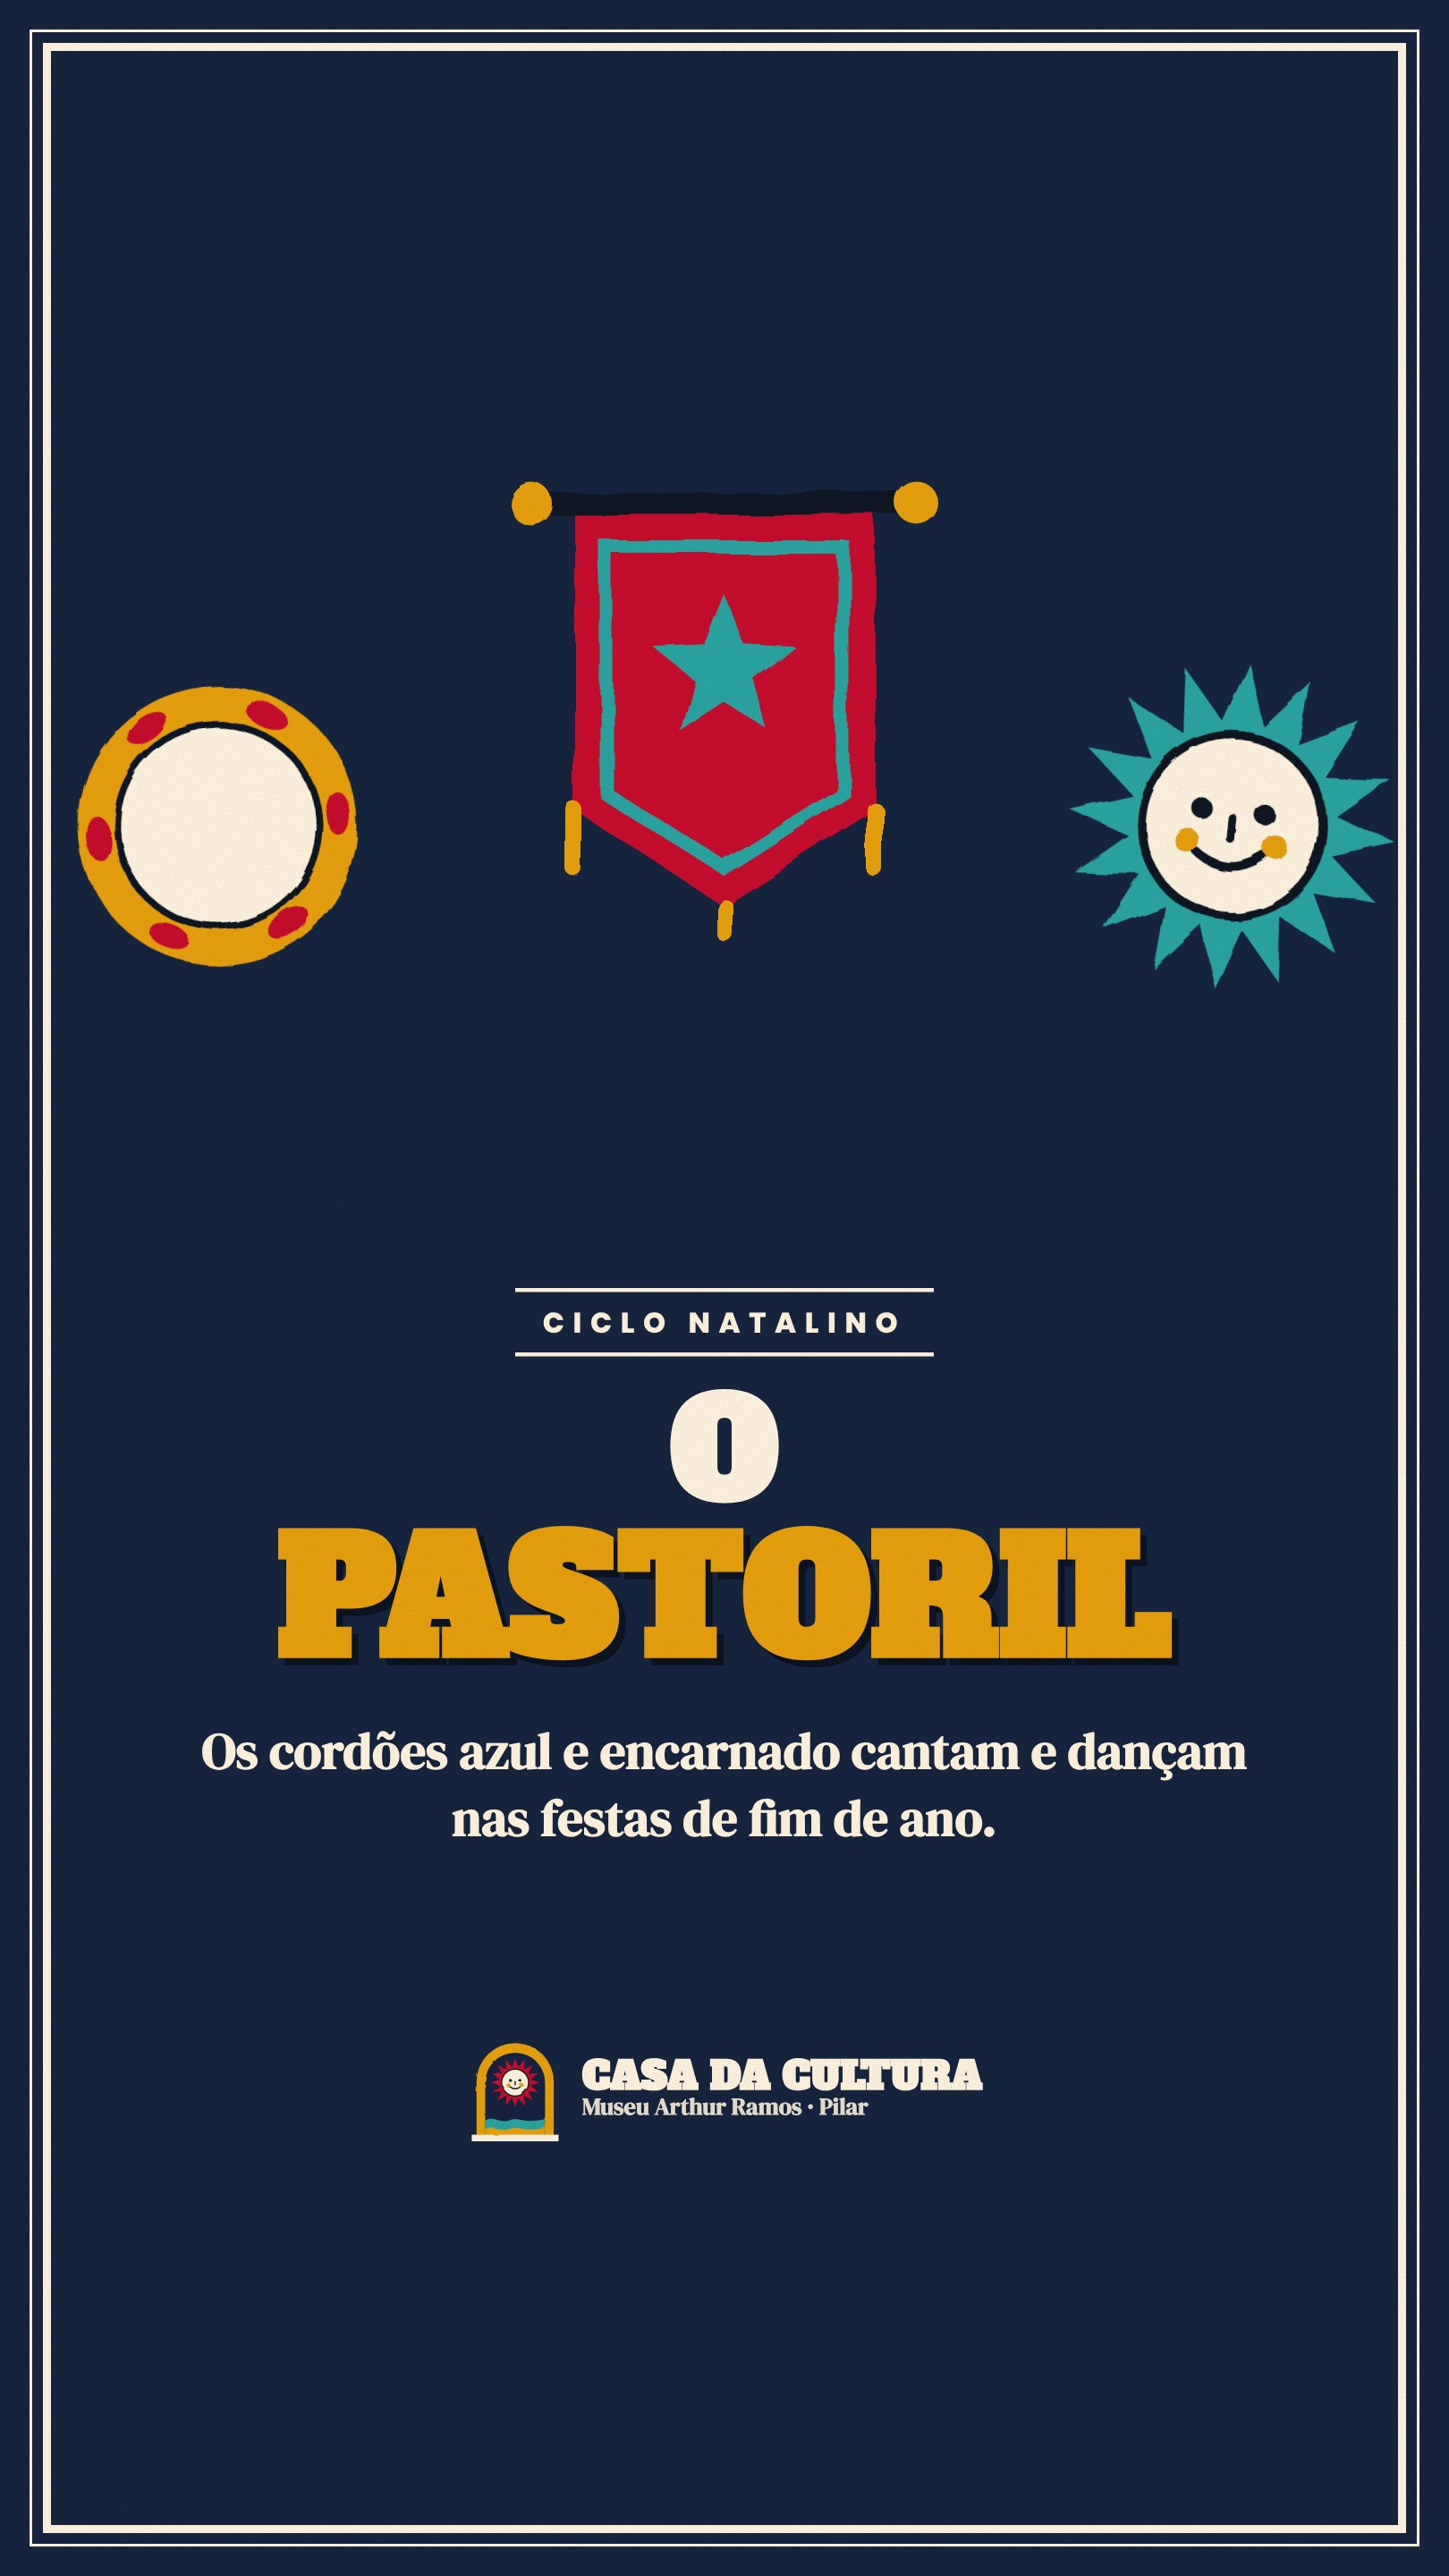 CICLO NATALINO
O
PASTORIL
Os cordões azul e encarnado cantam e dançam
nas festas de fim de ano.
CASA DA CULTURA
Museu Arthur Ramos • Pilar